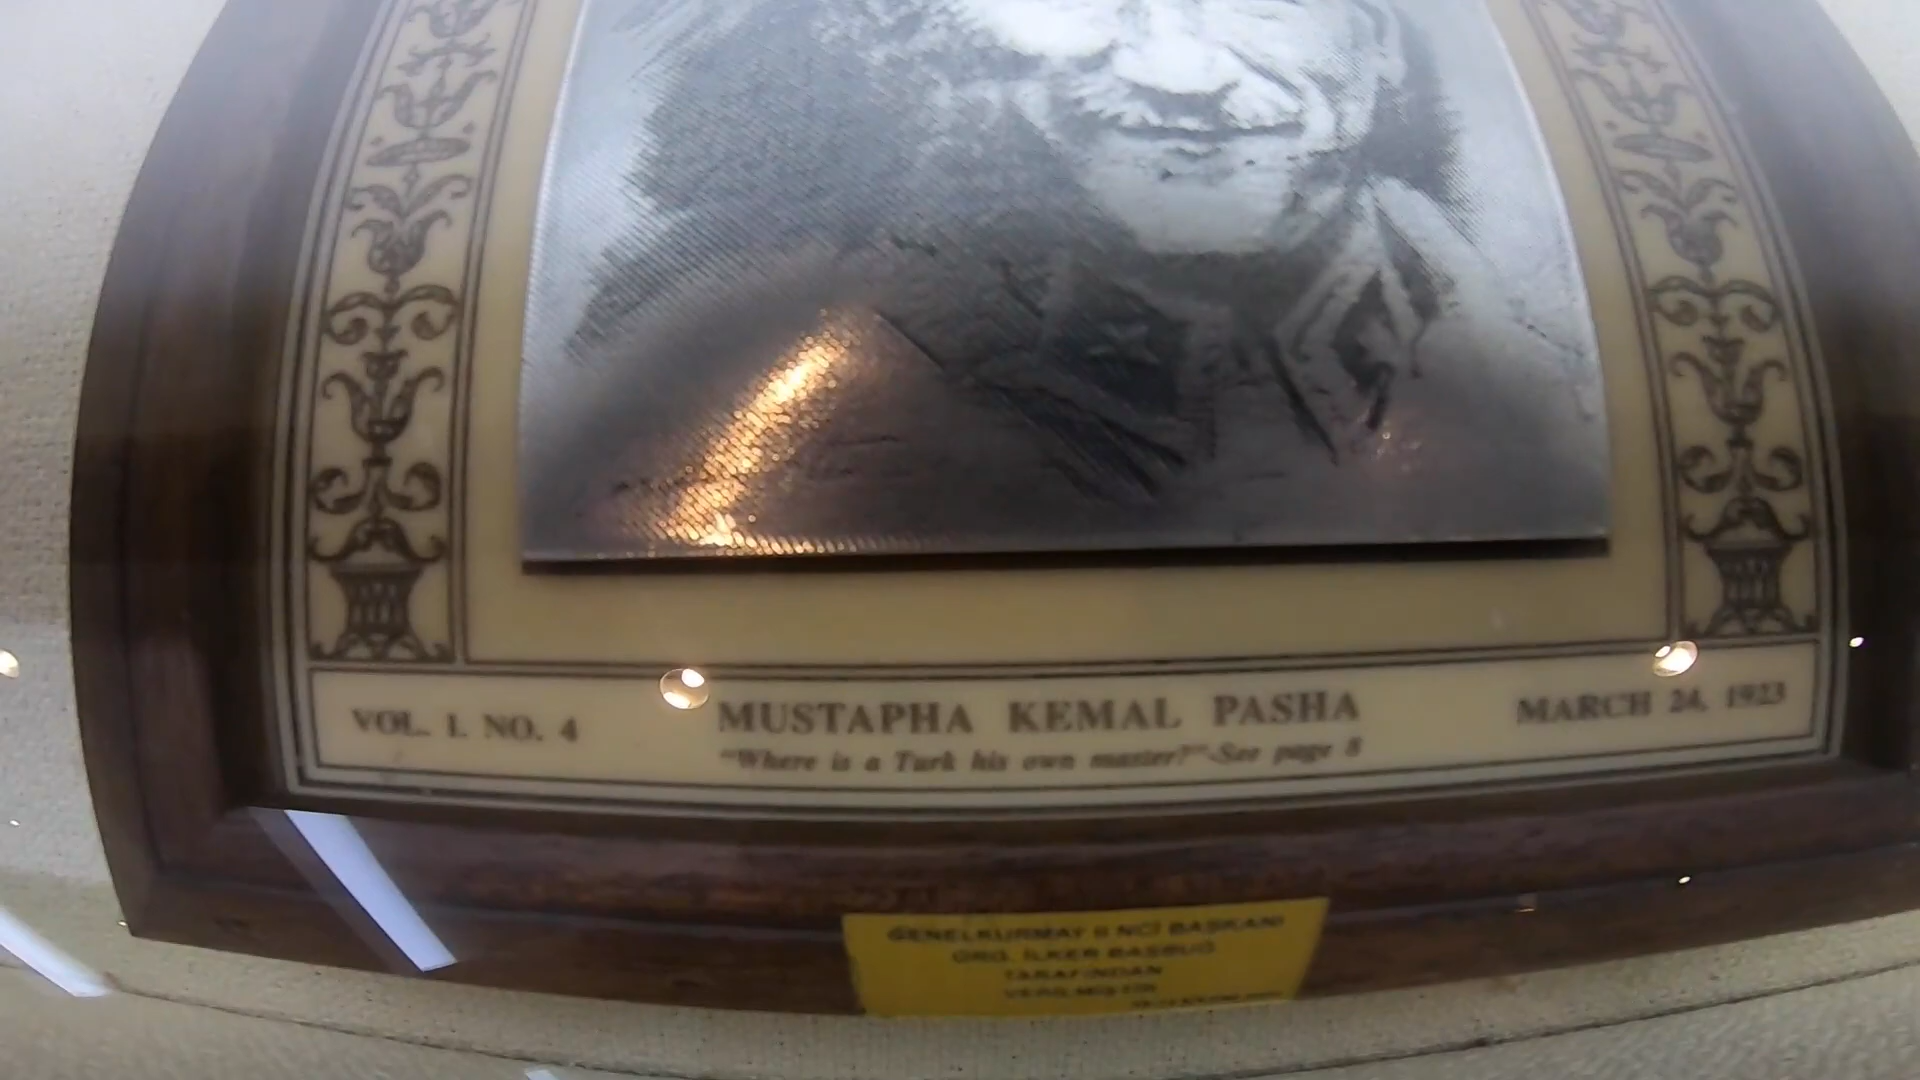 VOL. I. NO. 4
MUSTAPHA KEMAL PASHA
"Where is a Turk his own master?"-See page 8
MARCH 24, 1923
GENELKURMAY II NCİ BAŞKANI
ORG. İLKER BAŞBUĞ
TARAFINDAN
VERİLMİŞTİR